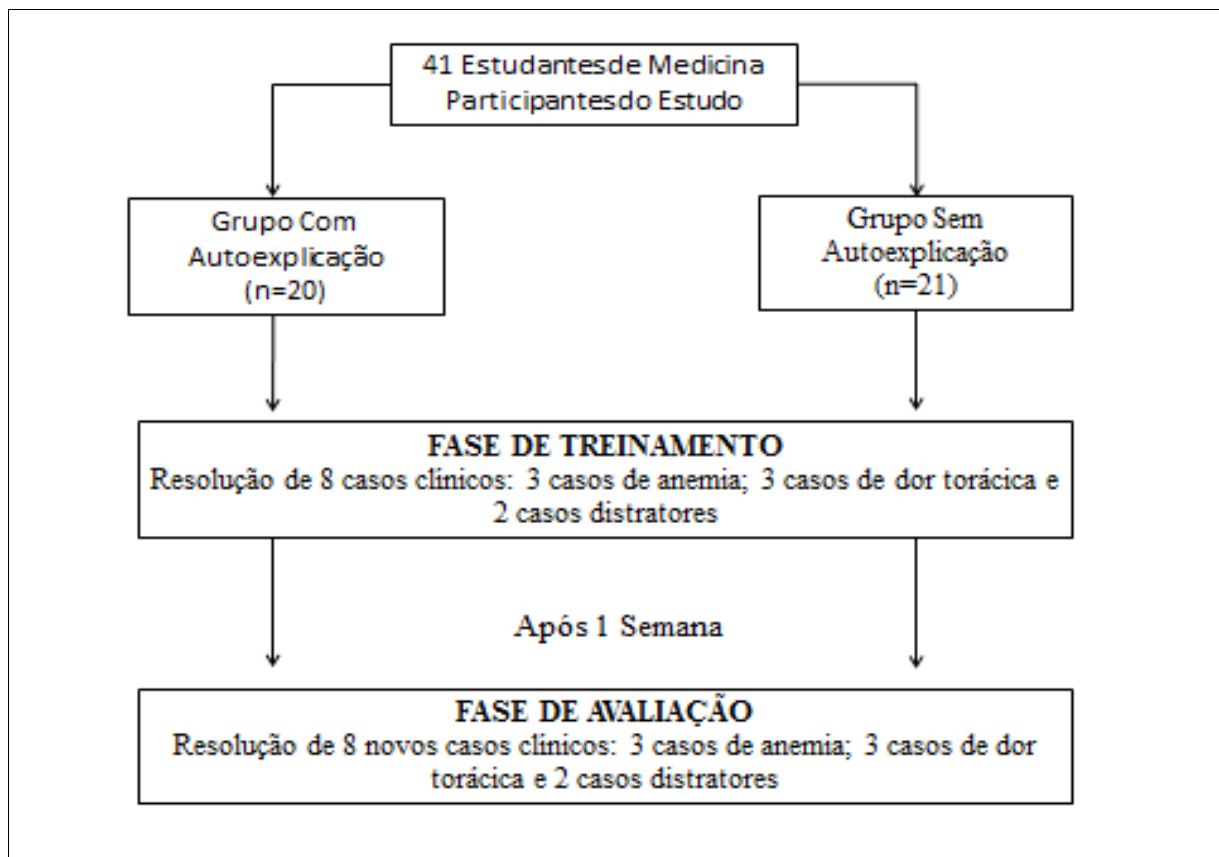 41 Estudantesde Medicina
Participantesdo Estudo
Grupo Com
Autoexplicação
(n=20)
Grupo Sem
Autoexplicação
(n=21)
FASE DE TREINAMENTO
Resolução de 8 casos clínicos: 3 casos de anemia; 3 casos de dor torácica e
2 casos distratores
Após 1 Semana
FASE DE AVALIAÇÃO
Resolução de 8 novos casos clínicos: 3 casos de anemia; 3 casos de dor
torácica e 2 casos distratores